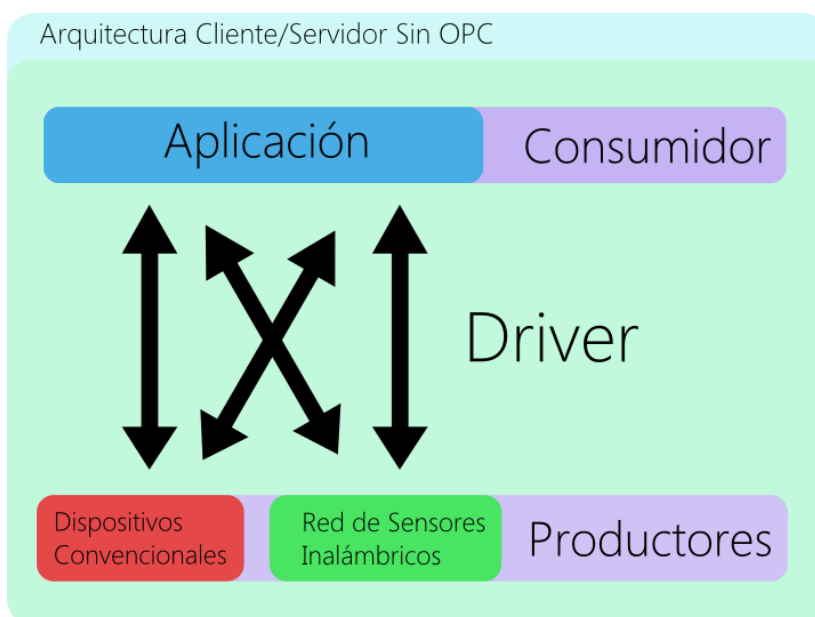 Arquitectura Cliente/Servidor Sin OPC
Aplicación
Consumidor
Driver
Dispositivos
Convencionales
Red de Sensores
Inalámbricos
Productores